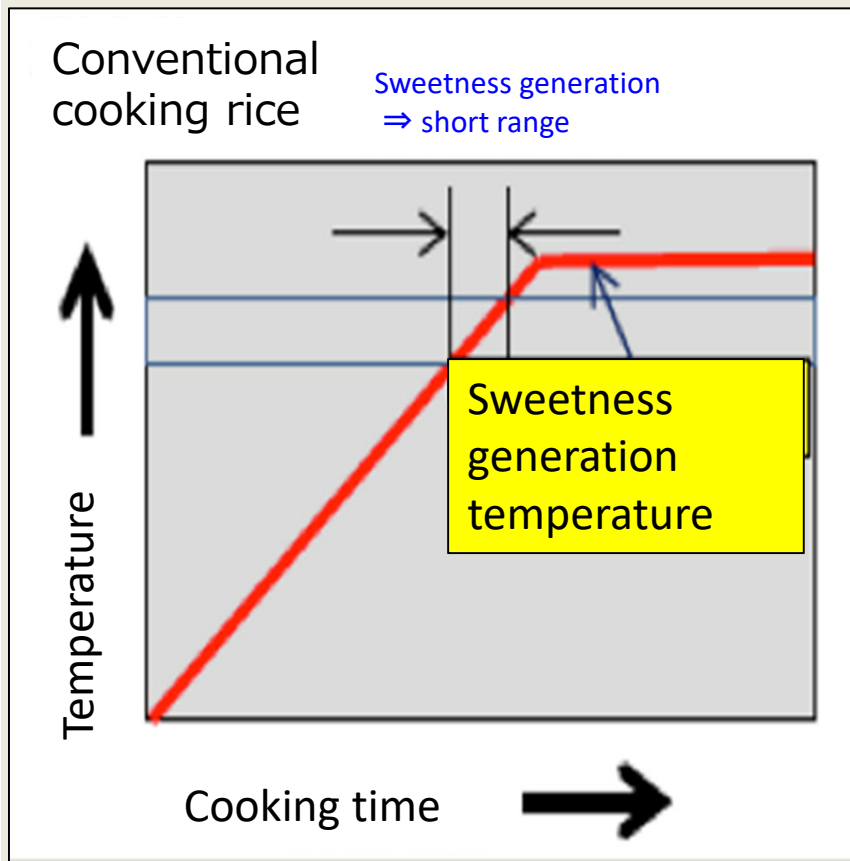 Conventional
cooking rice
Sweetness generation
⇒ short range
Sweetness
generation
temperature
Temperature
Cooking time